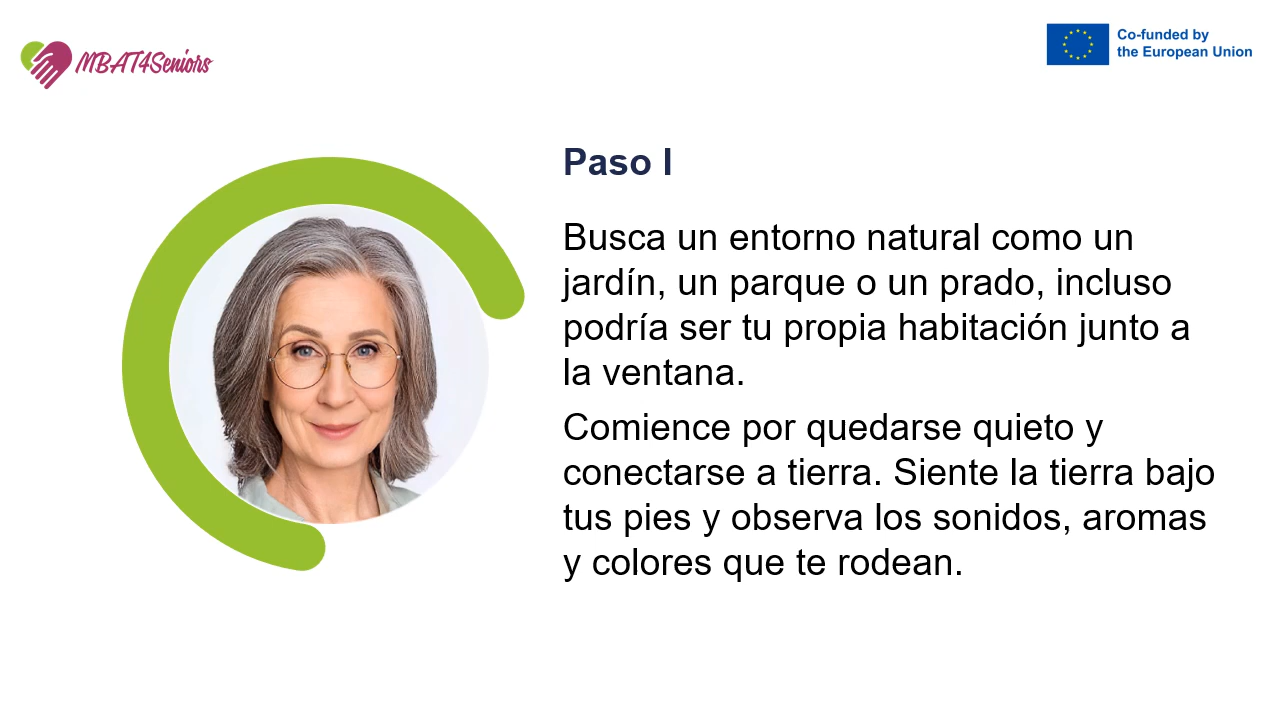 MBAT4Seniors
Co-funded by
the European Union
Paso I
Busca un entorno natural como un
jardín, un parque o un prado, incluso
podría ser tu propia habitación junto a
la ventana.
Comience por quedarse quieto y
conectarse a tierra. Siente la tierra bajo
tus pies y observa los sonidos, aromas
y colores que te rodean.